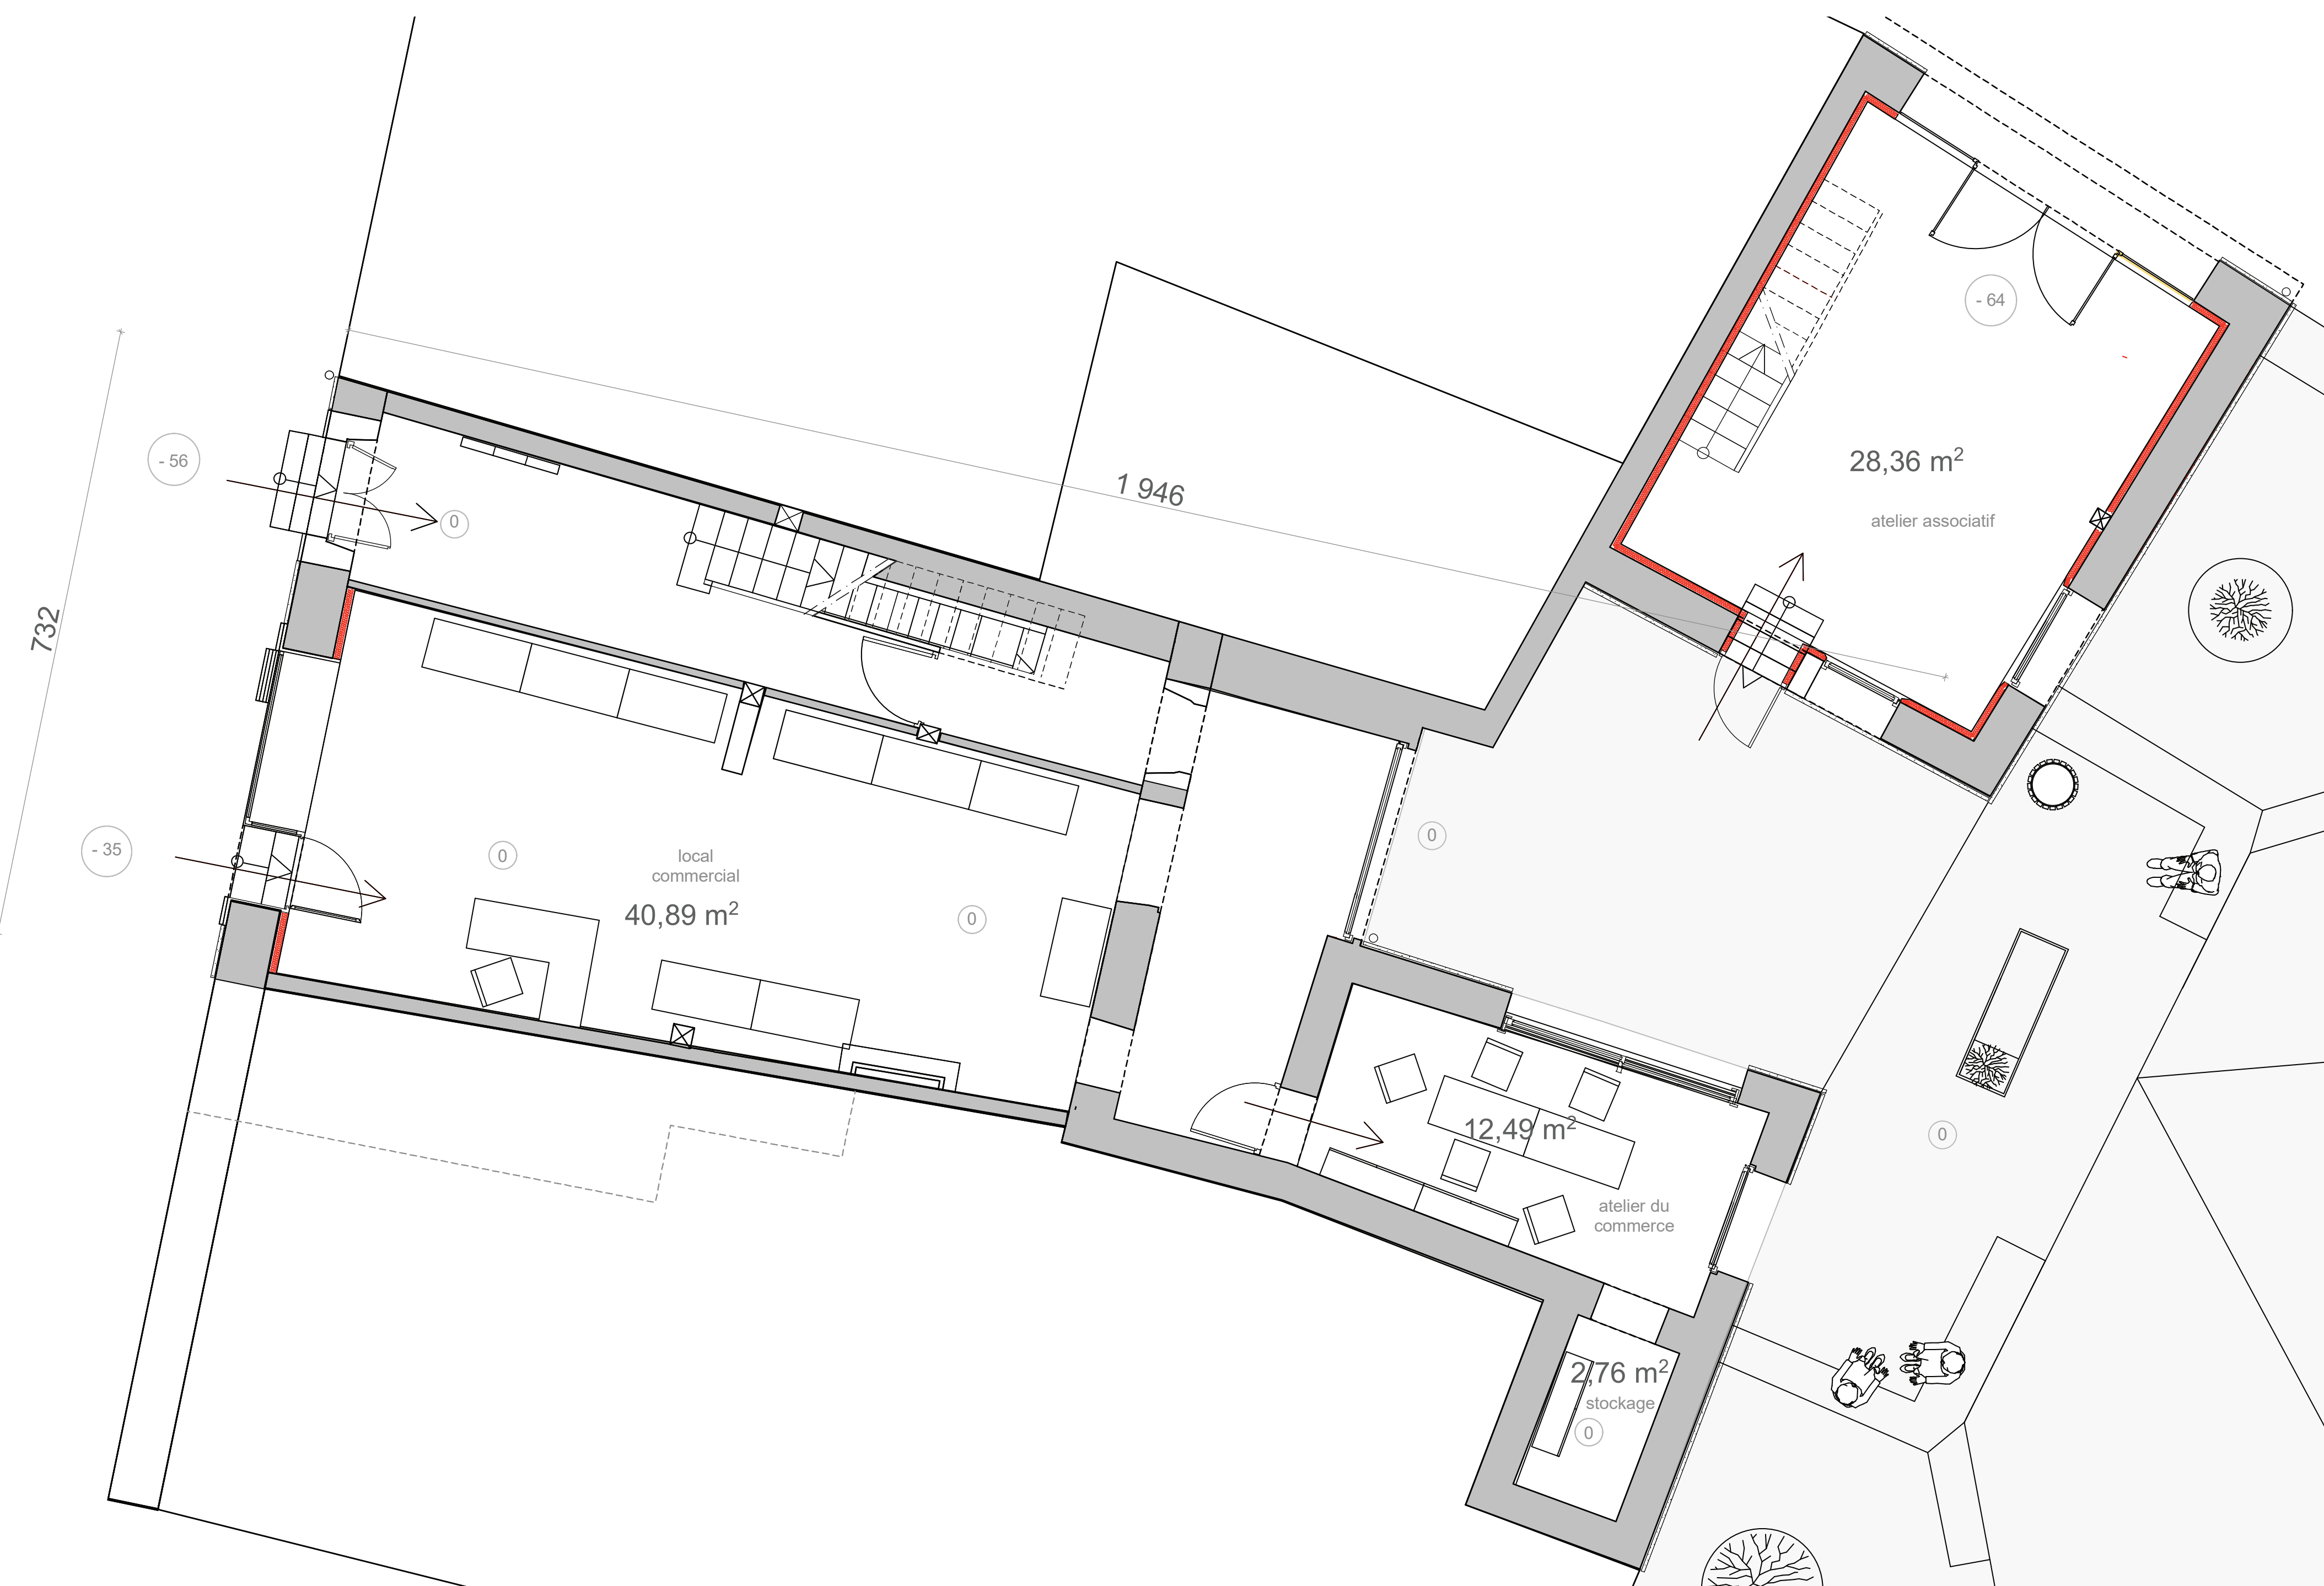 - 64
28,36 m²
atelier associatif
1 946
- 56
0
732
- 35
0
local
commercial
40,89 m²
0
0
12,49 m²
atelier du
commerce
0
2,76 m²
stockage
0